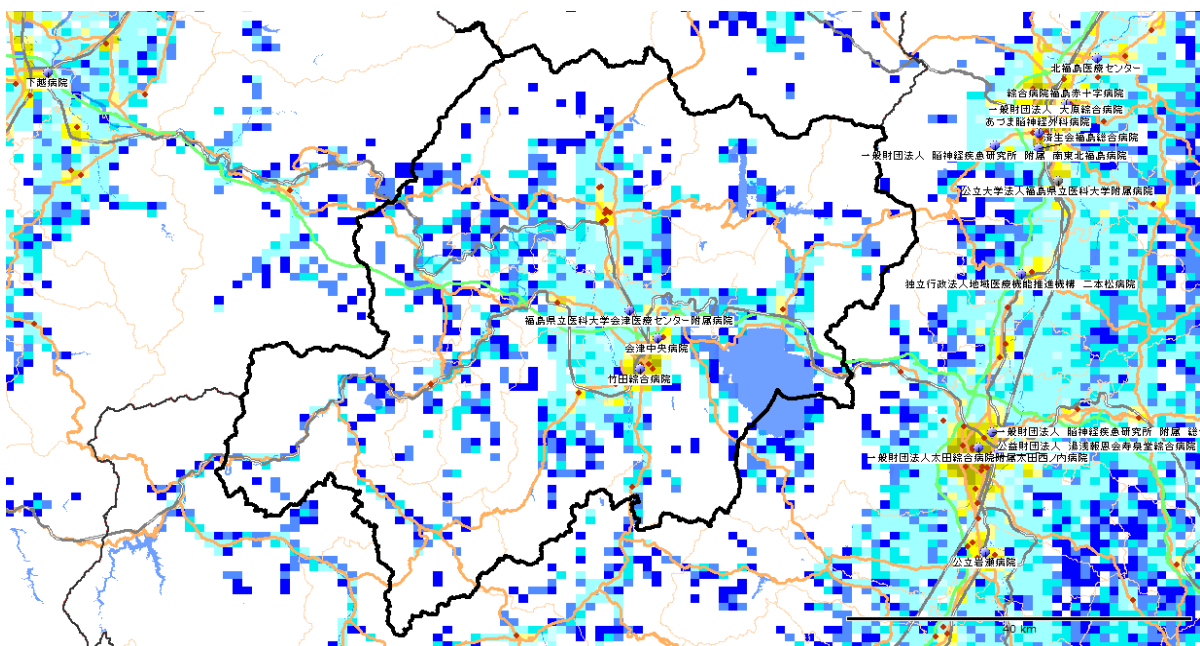 下越病院
北福島医療センター
綜合病院福島赤十字病院
一般財団法人 大原綜合病院
あづま脳神経外科病院
済生会福島総合病院
一般財団法人 脳神経疾患研究所 附属 南東北福島病院
公立大学法人福島県立医科大学附属病院
独立行政法人地域医療機能推進機構 二本松病院
福島県立医科大学会津医療センター附属病院
会津中央病院
竹田綜合病院
一般財団法人 脳神経疾患研究所 附属 総
公益財団法人 湯浅報恩会寿泉堂綜合病院
一般財団法人太田綜合病院附属太田西ノ内病院
公立岩瀬病院
40 km